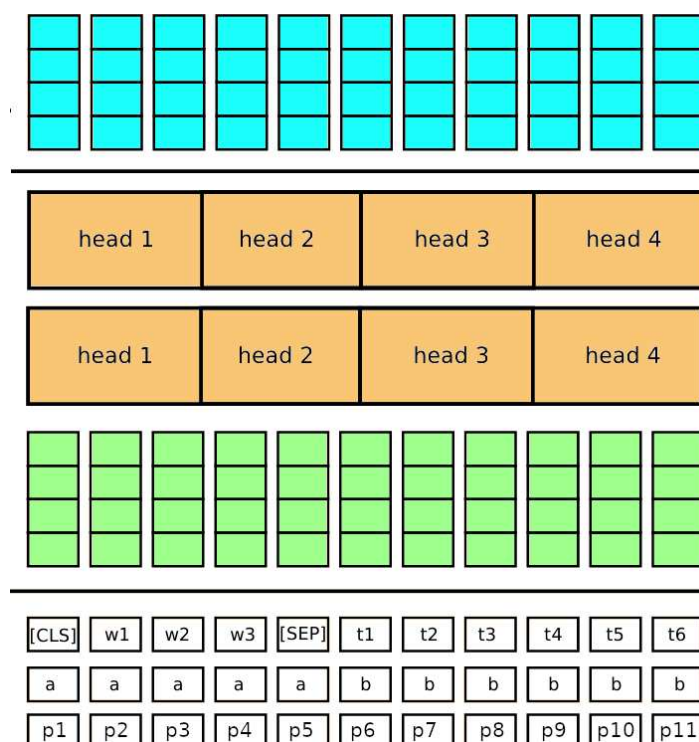 head 1 head 2 head 3 head 4
head 1 head 2 head 3 head 4
[CLS] w1 w2 w3 [SEP] t1 t2 t3 t4 t5 t6
a a a a a b b b b b b
p1 p2 p3 p4 p5 p6 p7 p8 p9 p10 p11